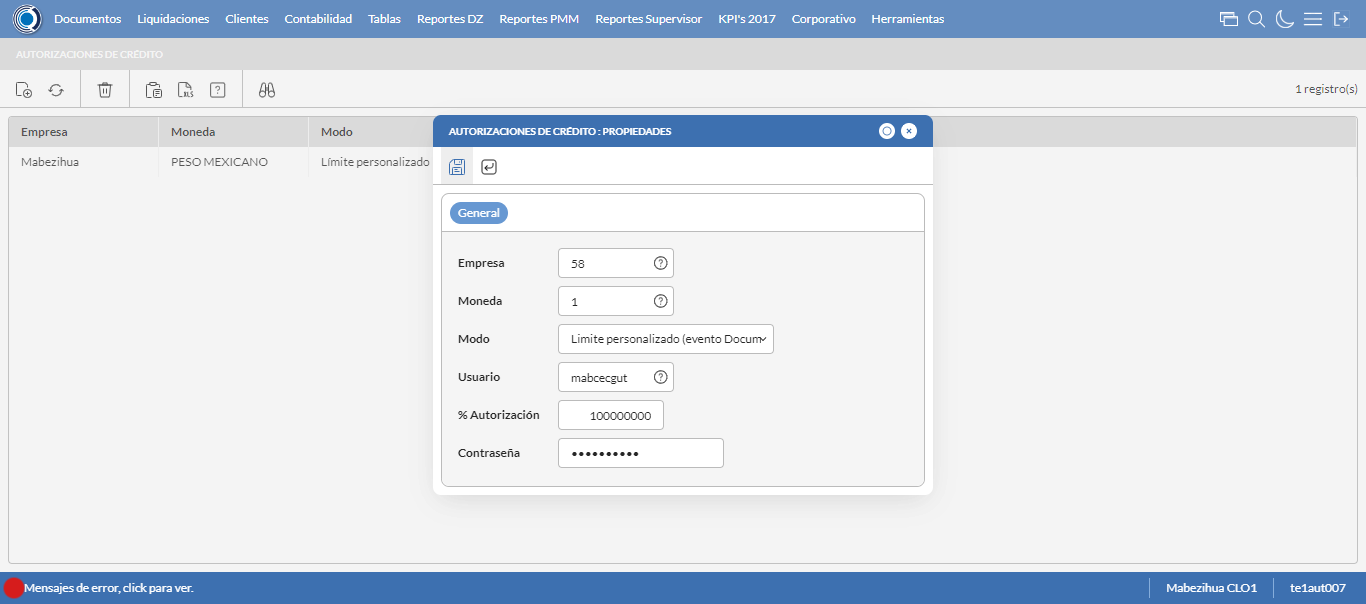 Documentos Liquidaciones Clientes Contabilidad Tablas Reportes DZ Reportes PMM Reportes Supervisor KPI's 2017 Corporativo Herramientas
AUTORIZACIONES DE CRÉDITO
XLS ? 1 registro(s)
Empresa Moneda Modo
Mabezihua PESO MEXICANO Límite personalizado
AUTORIZACIONES DE CRÉDITO : PROPIEDADES
General
Empresa 58 ?
Moneda 1 ?
Modo Limite personalizado (evento Docum
Usuario mabcecgut ?
% Autorización 100000000
Contraseña ••••••••••
Mensajes de error, click para ver. Mabezihua CLO1 te1aut007